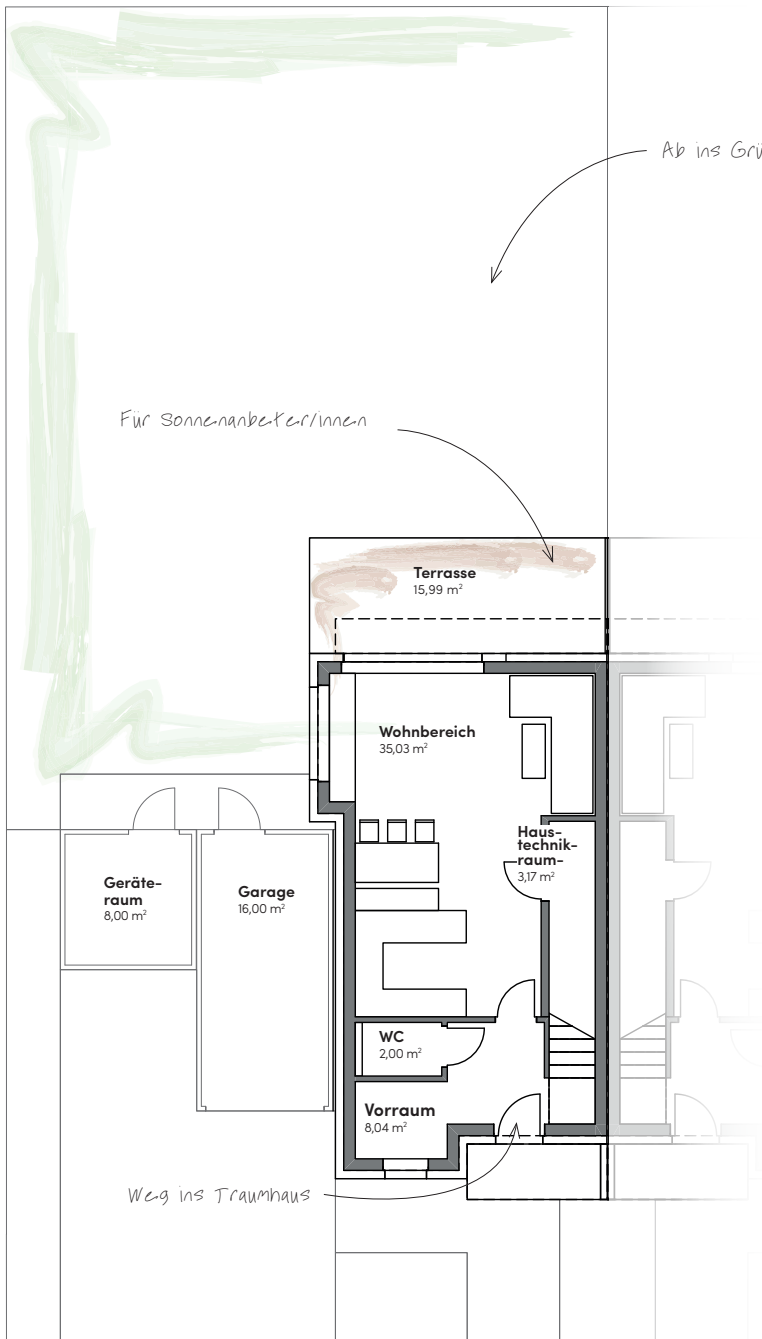 Ab ins Grü
Für Sonnenanbeter/innen
Terrasse
15,99 m²
Wohnbereich
35,03 m²
Haus-
technik-
raum-
3,17 m²
Geräte-
raum
8,00 m²
Garage
16,00 m²
WC
2,00 m²
Vorraum
8,04 m²
Weg ins Traumhaus